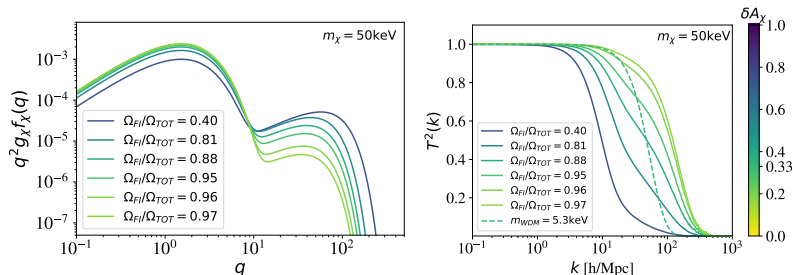 m_χ = 50keV
q² g_χ f_χ(q)
10⁻³
10⁻⁴
10⁻⁵
10⁻⁶
10⁻⁷
Ω_FI/Ω_TOT = 0.40
Ω_FI/Ω_TOT = 0.81
Ω_FI/Ω_TOT = 0.88
Ω_FI/Ω_TOT = 0.95
Ω_FI/Ω_TOT = 0.96
Ω_FI/Ω_TOT = 0.97
10⁻¹ 10⁰ 10¹ 10²
q
m_χ = 50keV
T²(k)
1.0
0.8
0.6
0.4
0.2
Ω_FI/Ω_TOT = 0.40
Ω_FI/Ω_TOT = 0.81
Ω_FI/Ω_TOT = 0.88
Ω_FI/Ω_TOT = 0.95
Ω_FI/Ω_TOT = 0.96
Ω_FI/Ω_TOT = 0.97
m_WDM = 5.3keV
10⁻¹ 10⁰ 10¹ 10² 10³
k [h/Mpc]
δA_χ
1.0
0.8
0.6
0.4
0.33
0.2
0.0